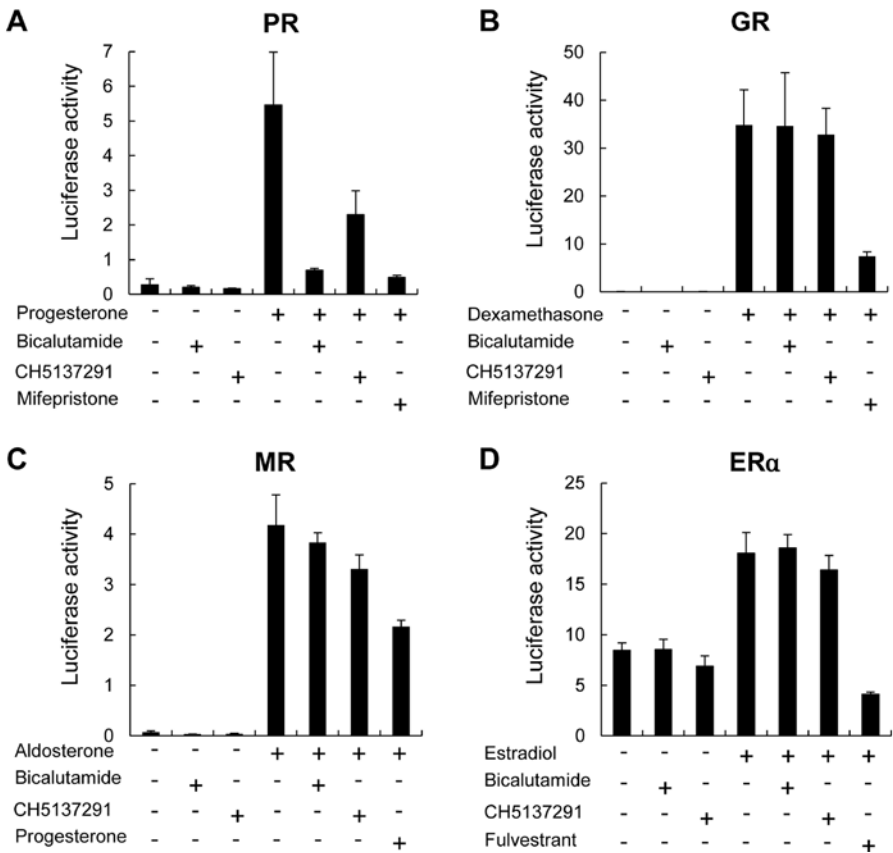 A
PR
Luciferase activity
7
6
5
4
3
2
1
0
Progesterone - - - + + + +
Bicalutamide - + - - + - -
CH5137291 - - + - - + -
Mifepristone - - - - - - +
B
GR
Luciferase activity
50
40
30
20
10
0
Dexamethasone - - - + + + +
Bicalutamide - + - - + - -
CH5137291 - - + - - + -
Mifepristone - - - - - - +
C
MR
Luciferase activity
5
4
3
2
1
0
Aldosterone - - - + + + +
Bicalutamide - + - - + - -
CH5137291 - - + - - + -
Progesterone - - - - - - +
D
ERα
Luciferase activity
25
20
15
10
5
0
Estradiol - - - + + + +
Bicalutamide - + - - + - -
CH5137291 - - + - - + -
Fulvestrant - - - - - - +